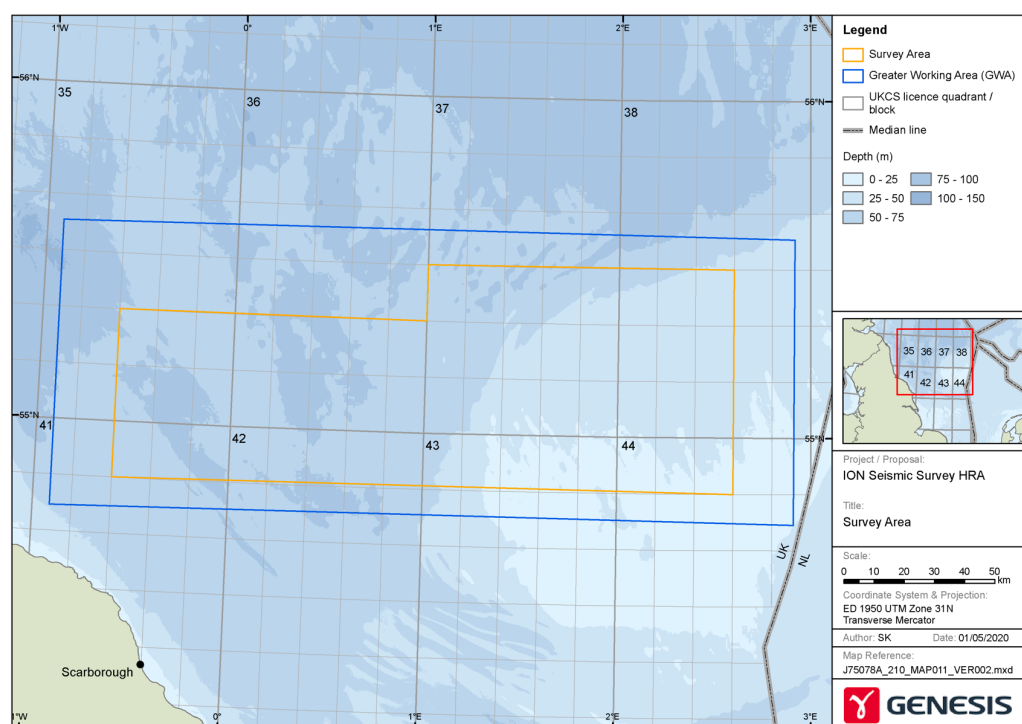 1°W
0°
1°E
2°E
3°E
56°N
56°N
35
36
37
38
55°N
55°N
41
42
43
44
UK
NL
Scarborough
1°W
0°
1°E
2°E
3°E
Legend
Survey Area
Greater Working Area (GWA)
UKCS licence quadrant /
block
Median line
Depth (m)
0 - 25
75 - 100
25 - 50
100 - 150
50 - 75
35 36 37 38
41 42 43 44
Project / Proposal:
ION Seismic Survey HRA
Title:
Survey Area
Scale:
0 10 20 30 40 50
km
Coordinate System & Projection:
ED 1950 UTM Zone 31N
Transverse Mercator
Author: SK Date: 01/05/2020
Map Reference:
J75078A_210_MAP011_VER002.mxd
GENESIS